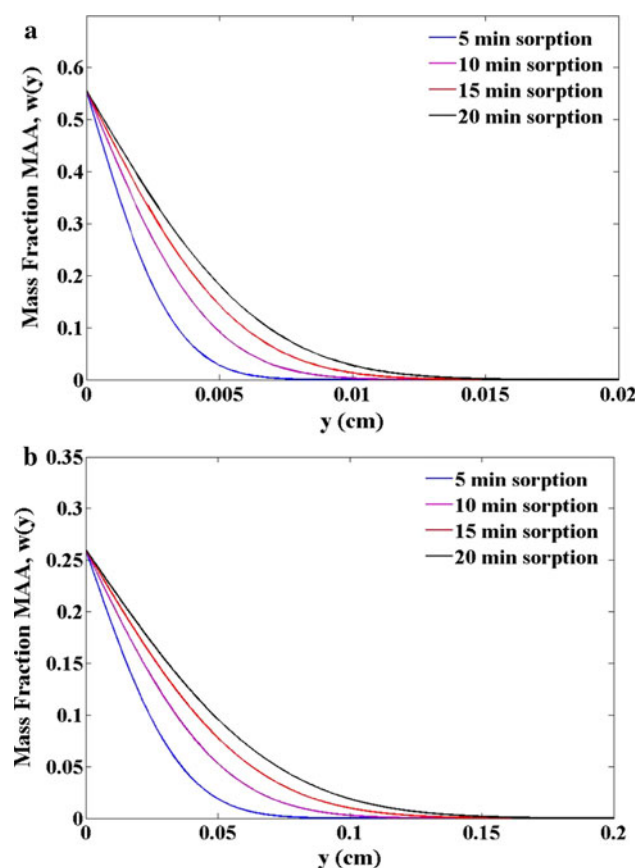 a
Mass Fraction MAA, w(y)
0.6
0.5
0.4
0.3
0.2
0.1
0
5 min sorption
10 min sorption
15 min sorption
20 min sorption
0 0.005 0.01 0.015 0.02
y (cm)
b
Mass Fraction MAA, w(y)
0.35
0.3
0.25
0.2
0.15
0.1
0.05
0
5 min sorption
10 min sorption
15 min sorption
20 min sorption
0 0.05 0.1 0.15 0.2
y (cm)